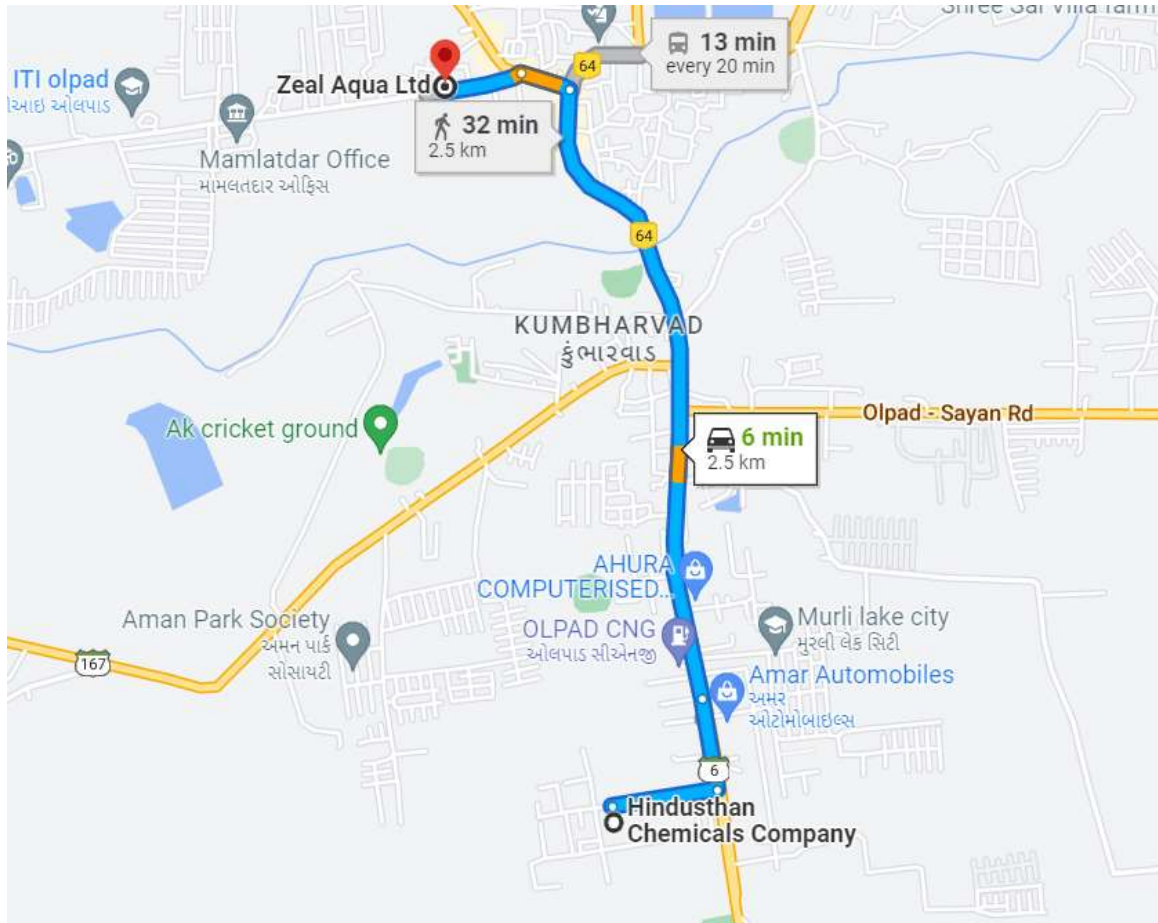 Shree Sai Villa farm
64
13 min
every 20 min
ITI olpad
આઇ ઓલપાડ
Zeal Aqua Ltd
32 min
2.5 km
Mamlatdar Office
મામલતદાર ઓફિસ
64
KUMBHARVAD
કુંભારવાડ
Olpad - Sayan Rd
Ak cricket ground
6 min
2.5 km
AHURA
COMPUTERISED...
OLPAD CNG
ઓલપાડ સીએનજી
Aman Park Society
અમન પાર્ક
સોસાયટી
Murli lake city
મુરલી લેક સિટી
167
Amar Automobiles
અમર
ઓટોમોબાઇલ્સ
6
Hindusthan
Chemicals Company